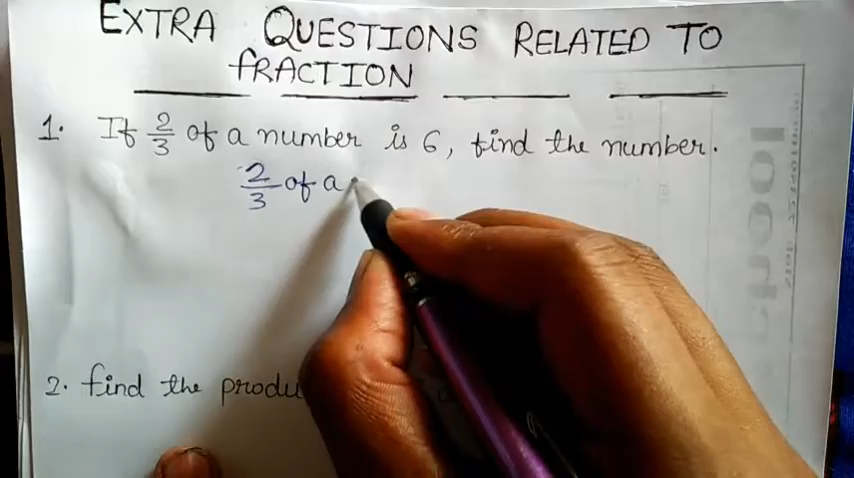 EXTRA QUESTIONS RELATED TO
FRACTION
1. If 2/3 of a number is 6, find the number.
2/3 of a
2. find the produ